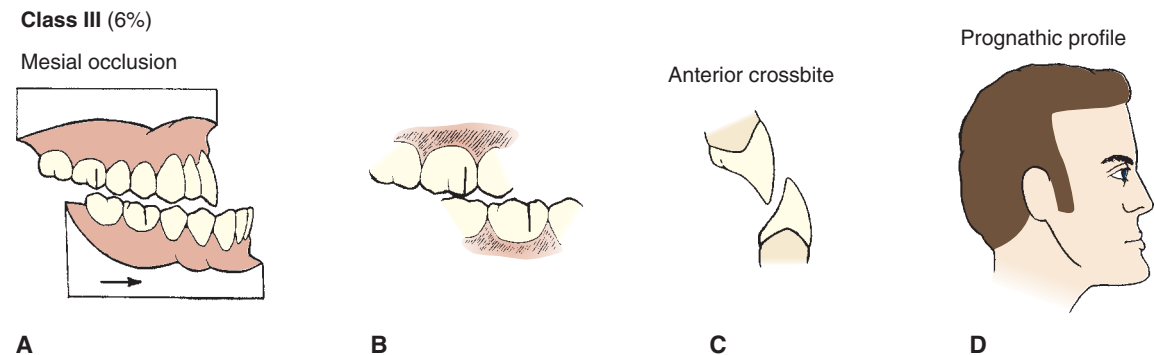 Class III (6%)
Mesial occlusion
Anterior crossbite
Prognathic profile
A
B
C
D